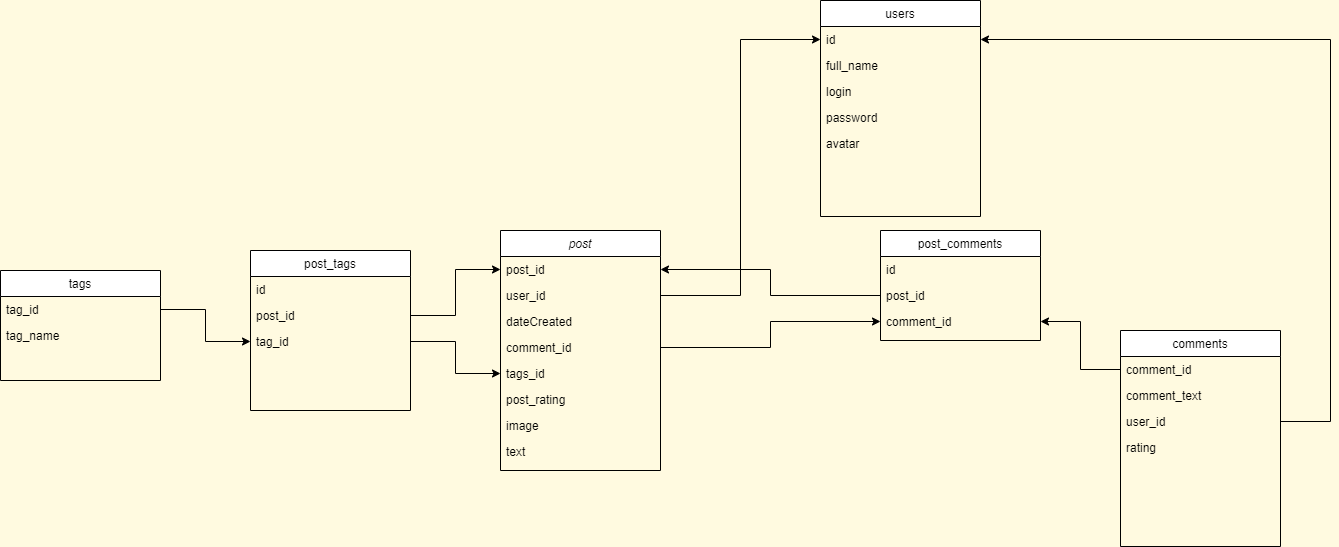 users
id
full_name
login
password
avatar
tags
tag_id
tag_name
post_tags
id
post_id
tag_id
post
post_id
user_id
dateCreated
comment_id
tags_id
post_rating
image
text
post_comments
id
post_id
comment_id
comments
comment_id
comment_text
user_id
rating